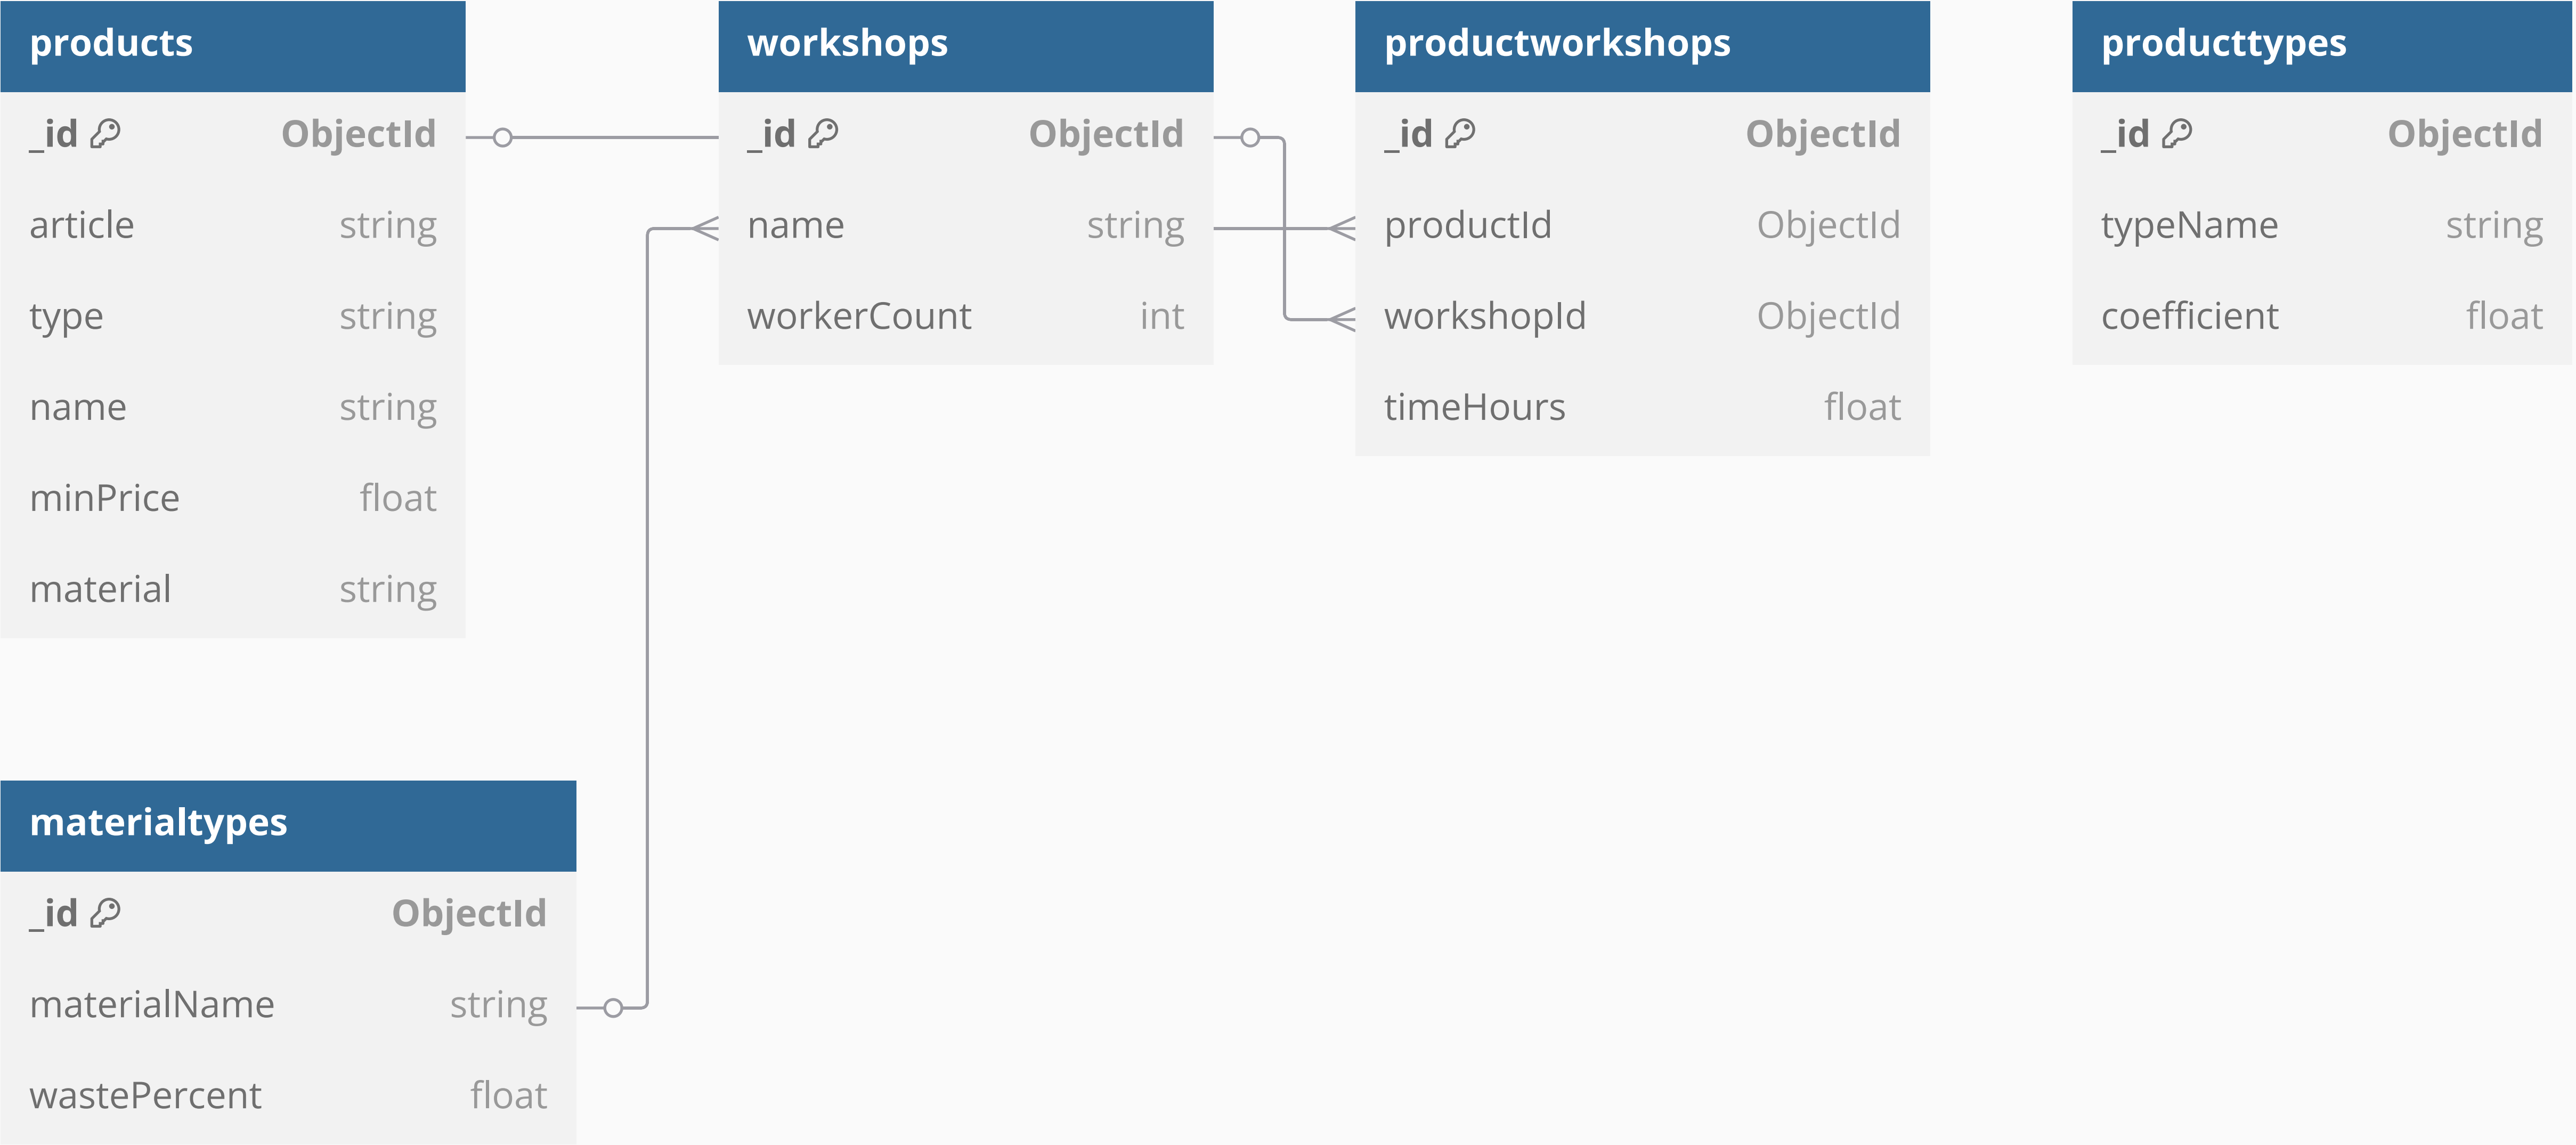 products
_id ObjectId
article string
type string
name string
minPrice float
material string
workshops
_id ObjectId
name string
workerCount int
productworkshops
_id ObjectId
productId ObjectId
workshopId ObjectId
timeHours float
producttypes
_id ObjectId
typeName string
coefficient float
materialtypes
_id ObjectId
materialName string
wastePercent float